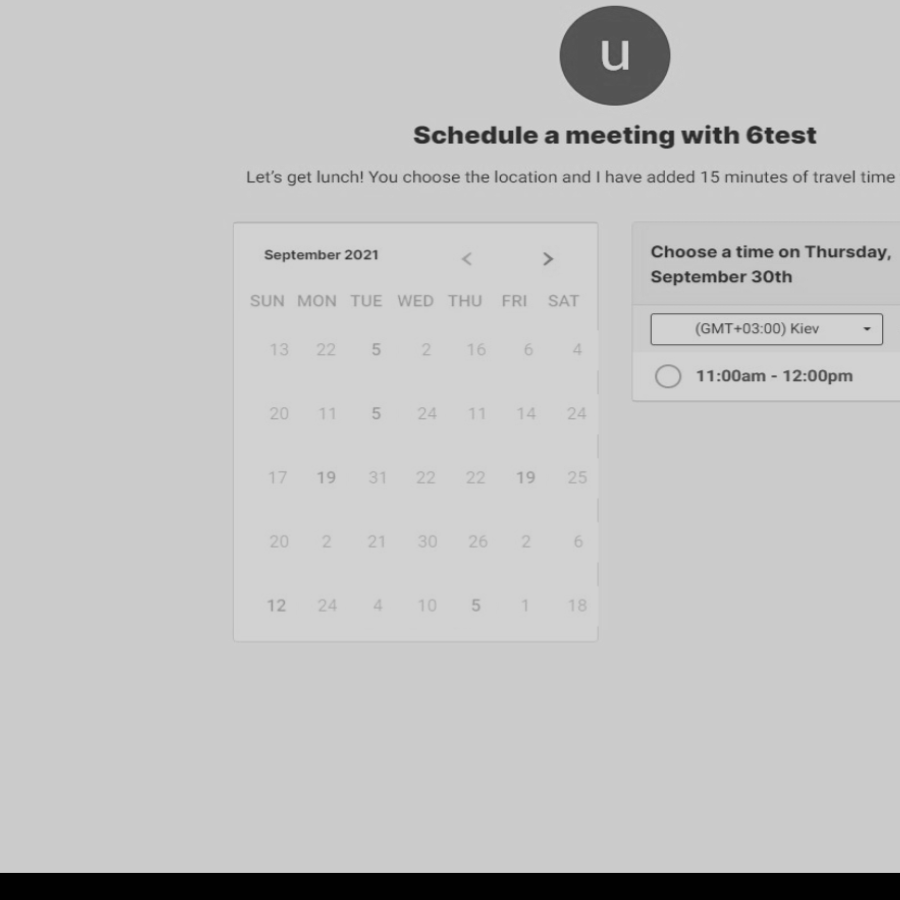 u
Schedule a meeting with 6test
Let's get lunch! You choose the location and I have added 15 minutes of travel time
September 2021 < >
SUN MON TUE WED THU FRI SAT
13 22 5 2 16 6 4
20 11 5 24 11 14 24
17 19 31 22 22 19 25
20 2 21 30 26 2 6
12 24 4 10 5 1 18
Choose a time on Thursday,
September 30th
(GMT+03:00) Kiev
11:00am - 12:00pm